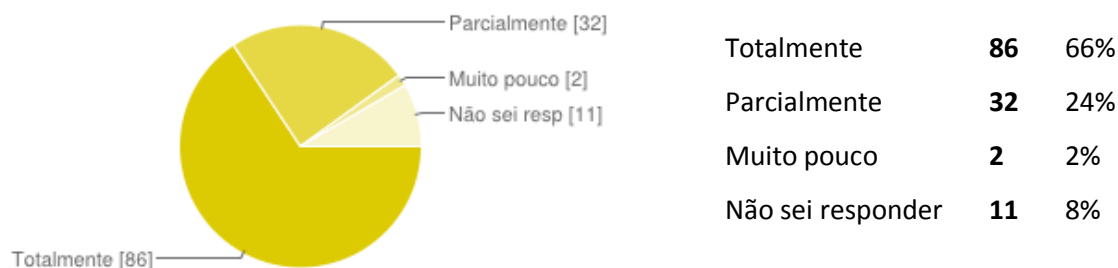 Parcialmente [32]
Muito pouco [2]
Não sei resp [11]
Totalmente [86]
Totalmente 86 66%
Parcialmente 32 24%
Muito pouco 2 2%
Não sei responder 11 8%